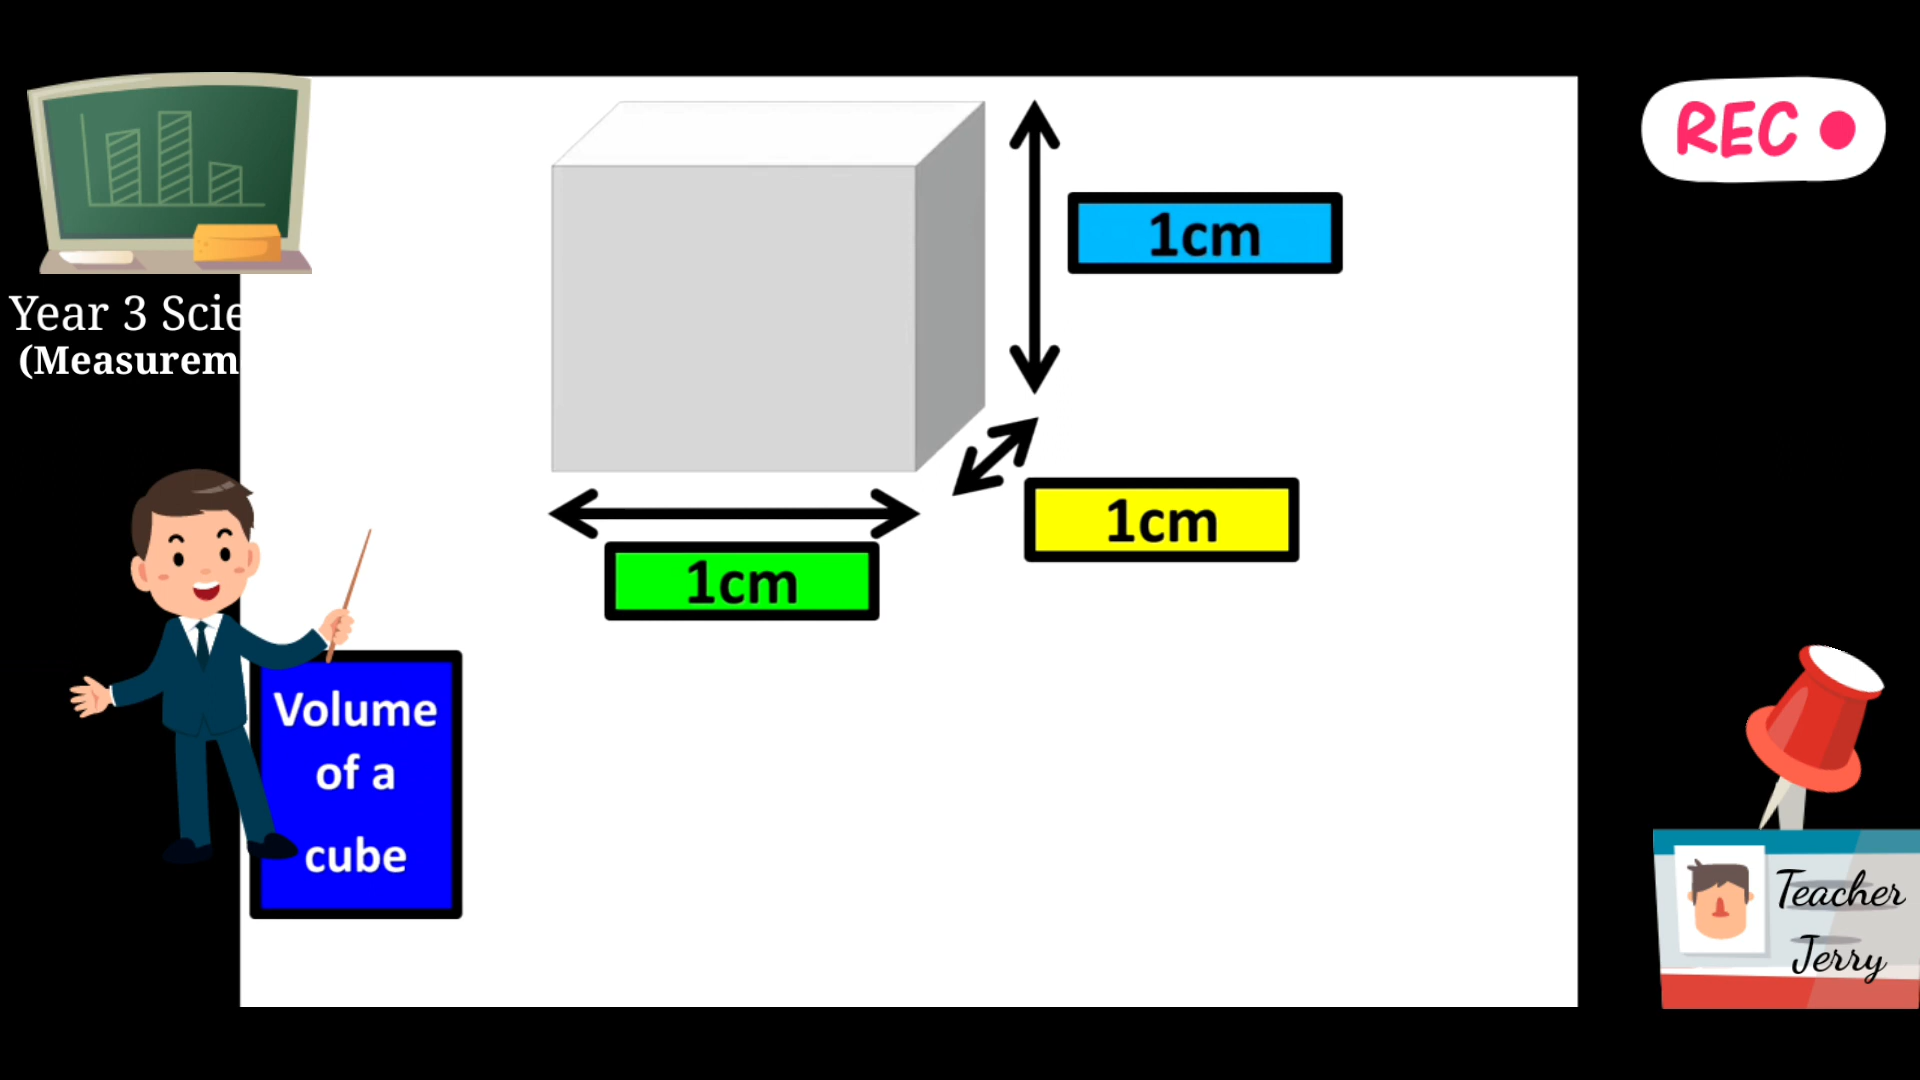 REC
1cm
Year 3 Scie
(Measurem
1cm
1cm
Volume
of a
cube
Teacher
Jerry